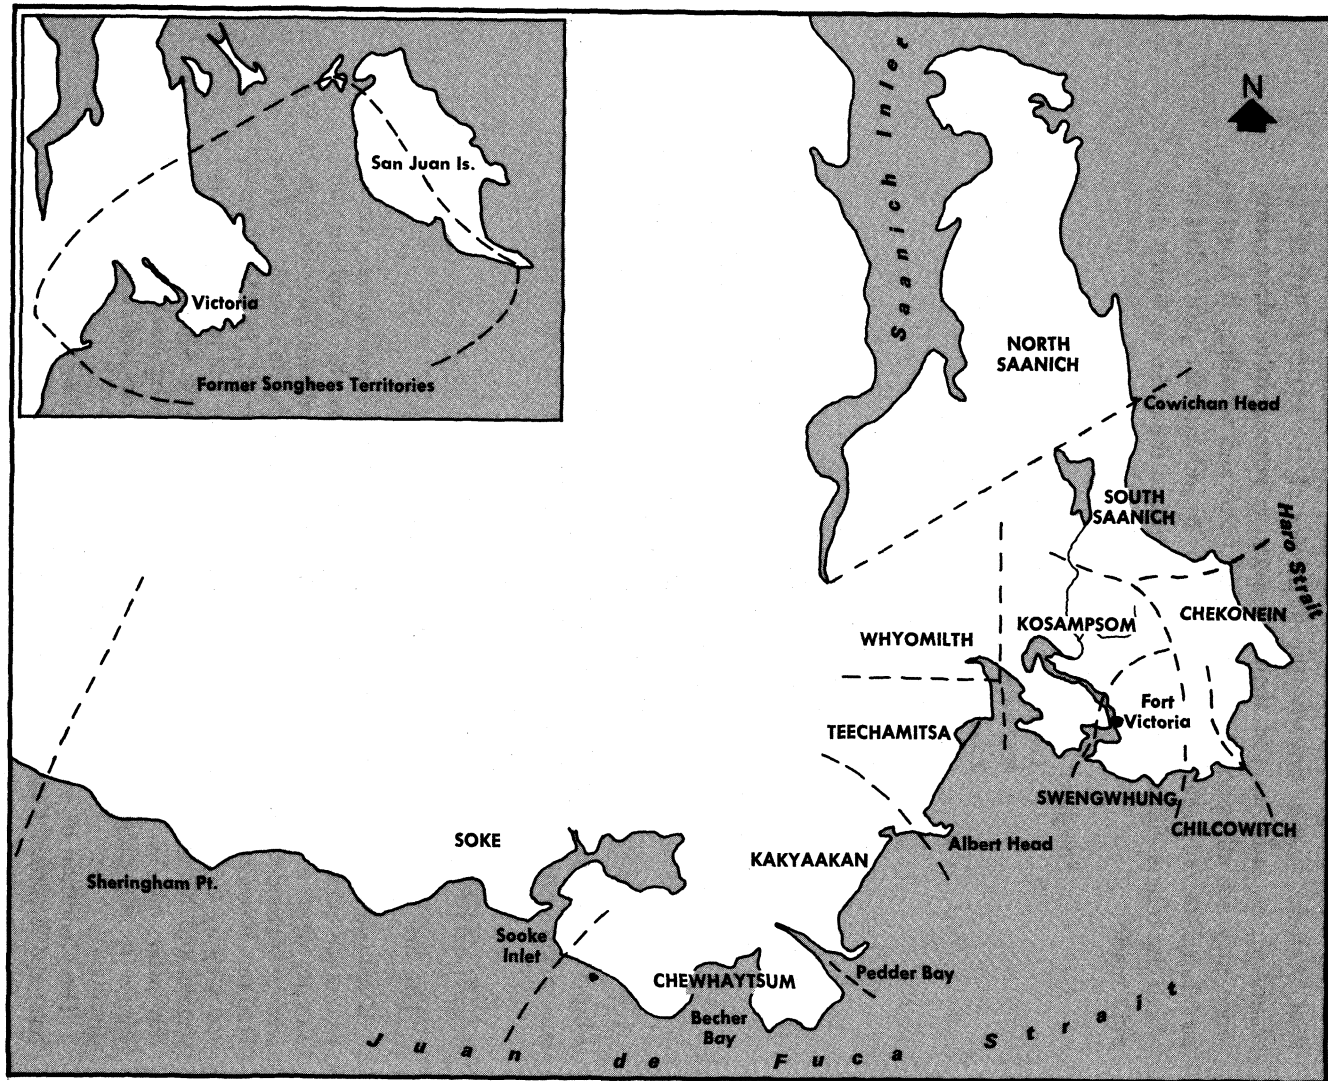 San Juan Is.
Victoria
Former Songhees Territories
N
Saanich Inlet
NORTH
SAANICH
Cowichan Head
SOUTH
SAANICH
Haro Strait
CHEKONEIN
KOSAMPSOM
WHYOMILTH
Fort
Victoria
TEECHAMITSA
SWENGWHUNG
CHILCOWITCH
Albert Head
SOKE
KAKYAAKAN
Sheringham Pt.
Sooke
Inlet
Pedder Bay
CHEWHAYTSUM
Becher
Bay
Juan de Fuca Strait